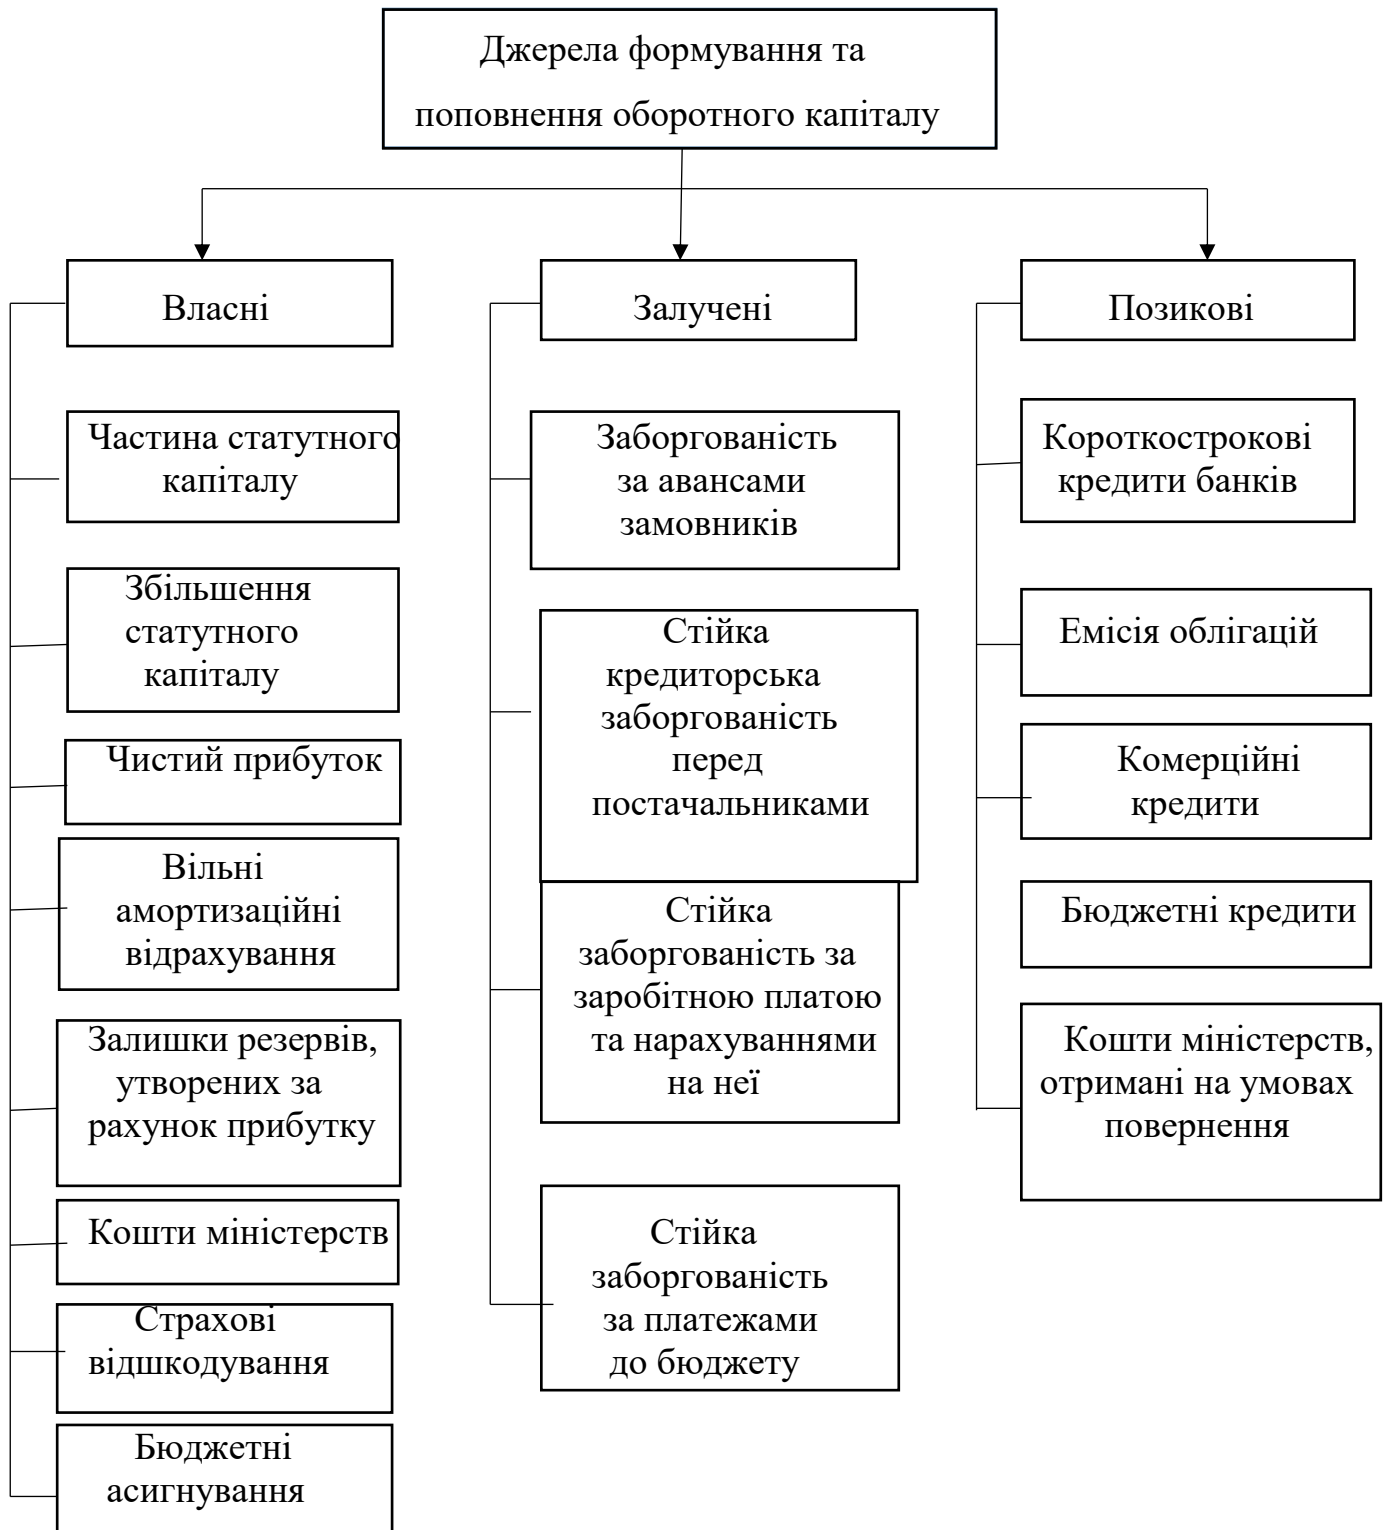 Джерела формування та
поповнення оборотного капіталу
Власні
Залучені
Позикові
Частина статутного
капіталу
Збільшення
статутного
капіталу
Чистий прибуток
Вільні
амортизаційні
відрахування
Залишки резервів,
утворених за
рахунок прибутку
Кошти міністерств
Страхові
відшкодування
Бюджетні
асигнування
Заборгованість
за авансами
замовників
Стійка
кредиторська
заборгованість
перед
постачальниками
Стійка
заборгованість за
заробітною платою
та нарахуваннями
на неї
Стійка
заборгованість
за платежами
до бюджету
Короткострокові
кредити банків
Емісія облігацій
Комерційні
кредити
Бюджетні кредити
Кошти міністерств,
отримані на умовах
повернення